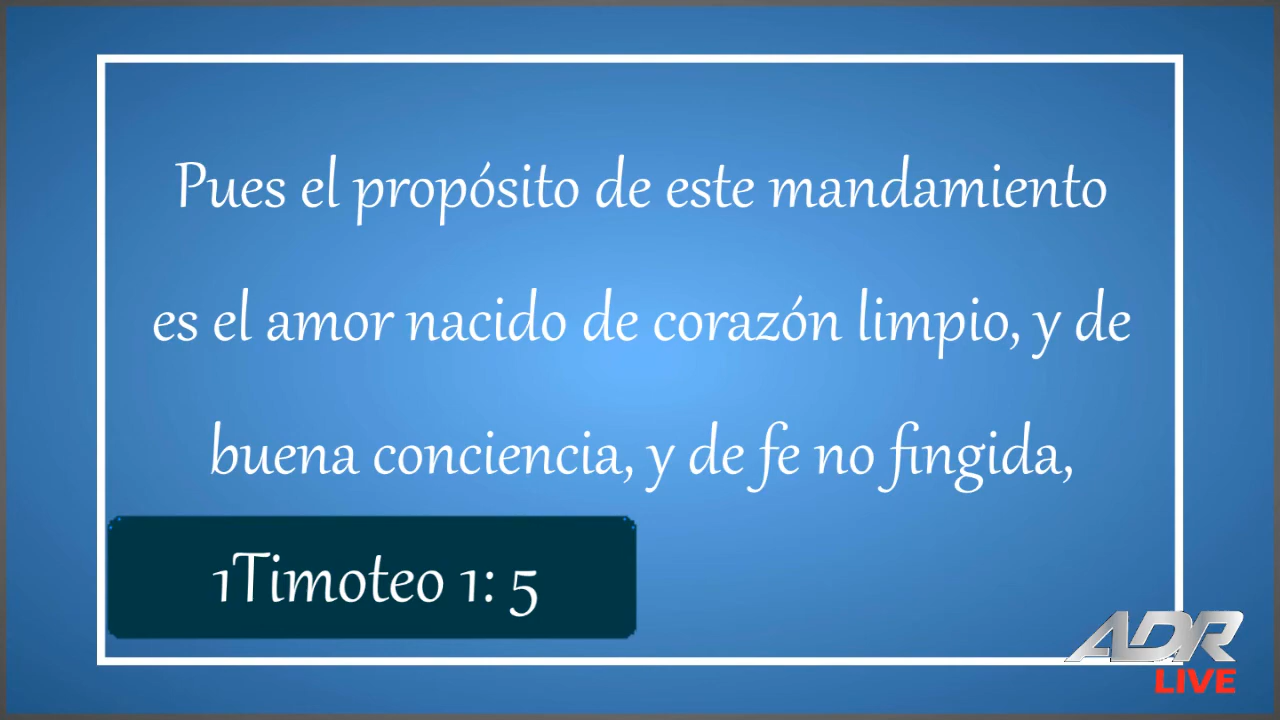 Pues el propósito de este mandamiento
es el amor nacido de corazón limpio, y de
buena conciencia, y de fe no fingida,
1Timoteo 1: 5
ADR
LIVE